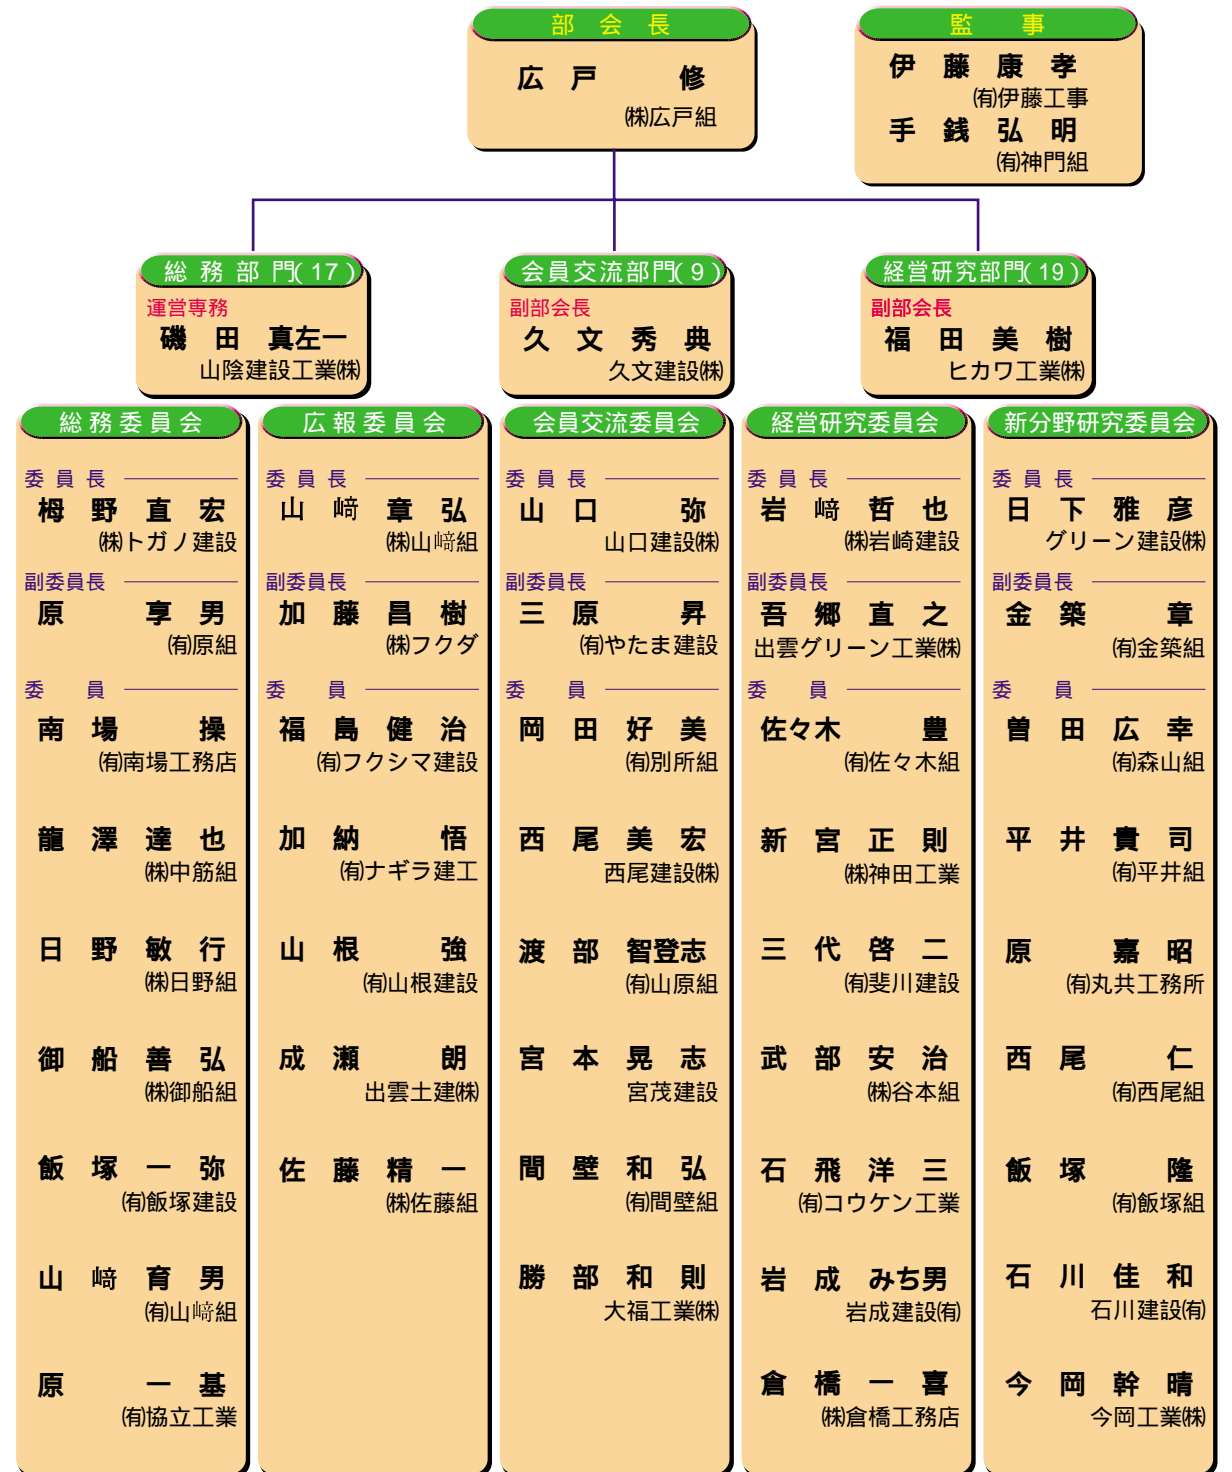 部会長
広戸 修
㈱広戸組
監事
伊藤康孝
㈲伊藤工事
手銭弘明
㈲神門組
総務部門(17)
運営専務
磯田真左一
山陰建設工業㈱
会員交流部門(9)
副部会長
久文秀典
久文建設㈱
経営研究部門(19)
副部会長
福田美樹
ヒカワ工業㈱
総務委員会
委員長
栂野直宏
㈱トガノ建設
副委員長
原 享男
㈲原組
委員
南場 操
㈲南場工務店
龍澤達也
㈱中筋組
日野敏行
㈱日野組
御船善弘
㈱御船組
飯塚一弥
㈲飯塚建設
山﨑育男
㈲山﨑組
原 一基
㈲協立工業
広報委員会
委員長
山﨑章弘
㈱山﨑組
副委員長
加藤昌樹
㈱フクダ
委員
福島健治
㈲フクシマ建設
加納 悟
㈲ナギラ建工
山根 強
㈲山根建設
成瀬 朗
出雲土建㈱
佐藤精一
㈱佐藤組
会員交流委員会
委員長
山口 弥
山口建設㈱
副委員長
三原 昇
㈲やたま建設
委員
岡田好美
㈲別所組
西尾美宏
西尾建設㈱
渡部智登志
㈲山原組
宮本晃志
宮茂建設
間壁和弘
㈲間壁組
勝部和則
大福工業㈱
経営研究委員会
委員長
岩﨑哲也
㈱岩崎建設
副委員長
吾郷直之
出雲グリーン工業㈱
委員
佐々木 豊
㈲佐々木組
新宮正則
㈱神田工業
三代啓二
㈲斐川建設
武部安治
㈱谷本組
石飛洋三
㈲コウケン工業
岩成みち男
岩成建設㈲
倉橋一喜
㈱倉橋工務店
新分野研究委員会
委員長
日下雅彦
グリーン建設㈱
副委員長
金築 章
㈲金築組
委員
曽田広幸
㈲森山組
平井貴司
㈲平井組
原 嘉昭
㈲丸共工務所
西尾 仁
㈲西尾組
飯塚 隆
㈲飯塚組
石川佳和
石川建設㈲
今岡幹晴
今岡工業㈱